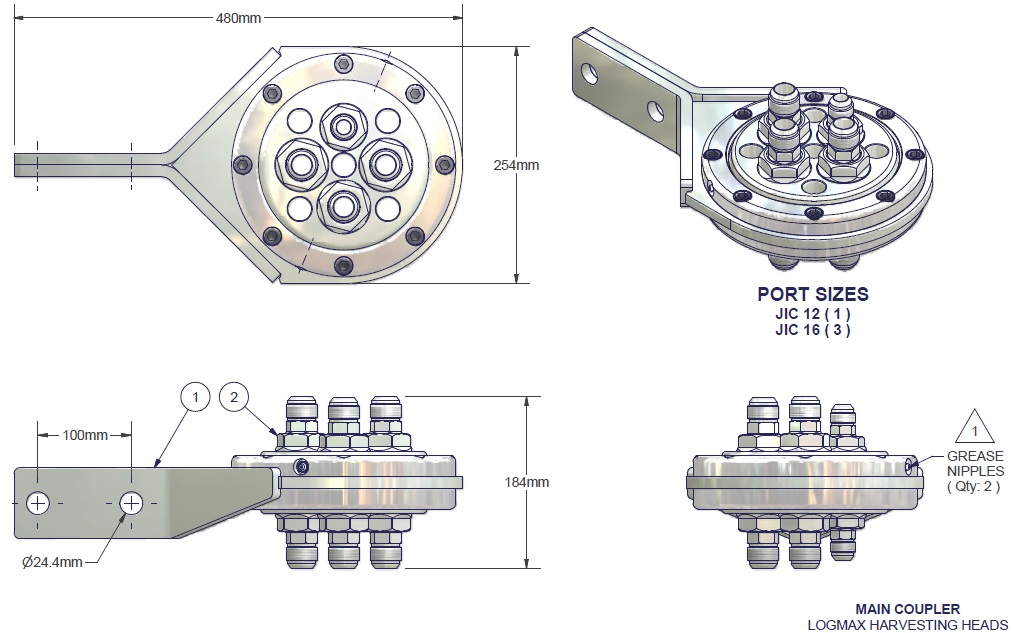 480mm
254mm
PORT SIZES
JIC 12 ( 1 )
JIC 16 ( 3 )
1
2
100mm
184mm
Ø24.4mm
1
GREASE
NIPPLES
( Qty: 2 )
MAIN COUPLER
LOGMAX HARVESTING HEADS